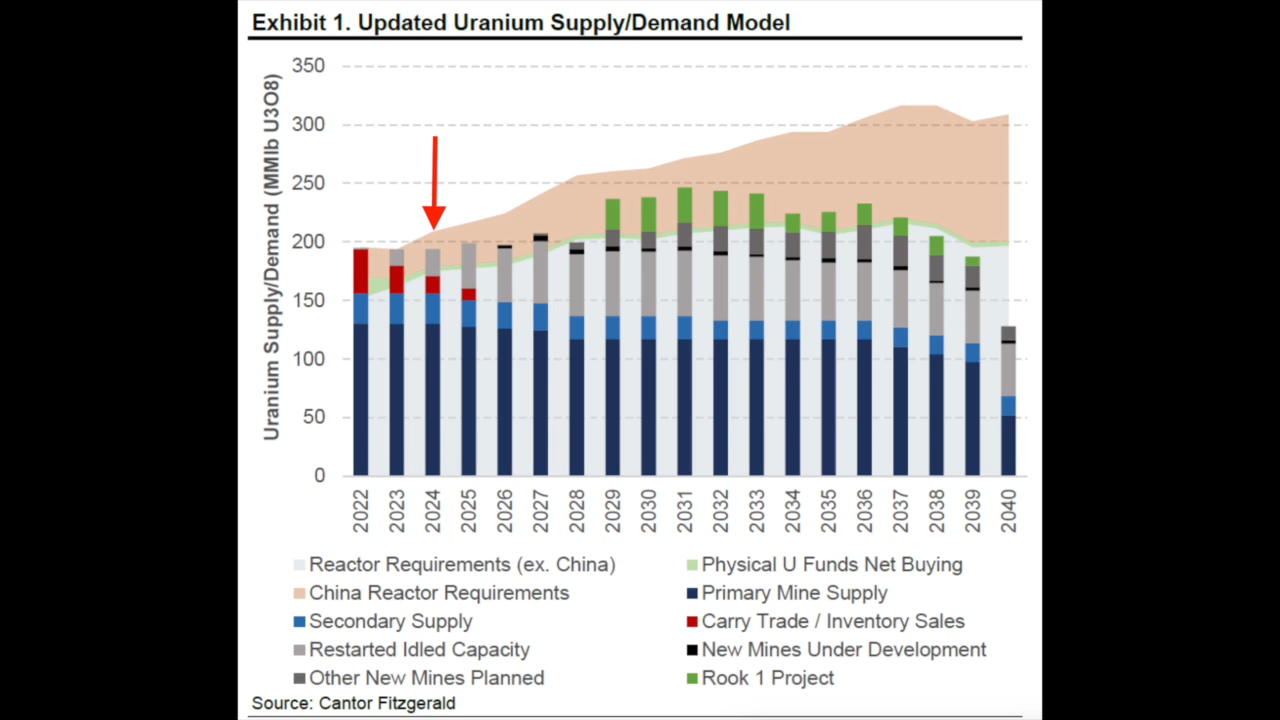 Exhibit 1. Updated Uranium Supply/Demand Model
Uranium Supply/Demand (MMlb U3O8)
350
300
250
200
150
100
50
0
2022 2023 2024 2025 2026 2027 2028 2029 2030 2031 2032 2033 2034 2035 2036 2037 2038 2039 2040
Reactor Requirements (ex. China) Physical U Funds Net Buying
China Reactor Requirements Primary Mine Supply
Secondary Supply Carry Trade / Inventory Sales
Restarted Idled Capacity New Mines Under Development
Other New Mines Planned Rook 1 Project
Source: Cantor Fitzgerald